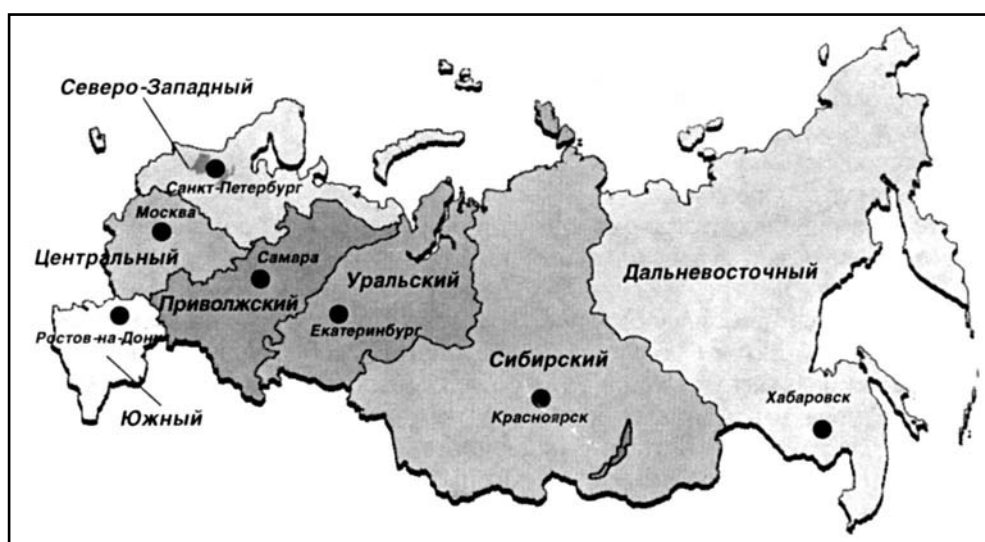 Северо-Западный
Санкт-Петербург
Москва
Центральный
Самара
Приволжский
Уральский
Дальневосточный
Ростов-на-Дону
Екатеринбург
Сибирский
Южный
Красноярск
Хабаровск